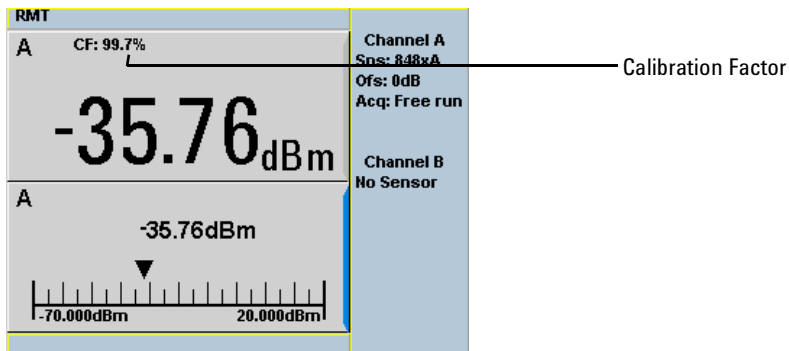 RMT
A
CF: 99.7%
-35.76dBm
A
-35.76dBm
-70.000dBm
20.000dBm
Channel A
Sns: 848xA
Ofs: 0dB
Acq: Free run
Channel B
No Sensor
Calibration Factor